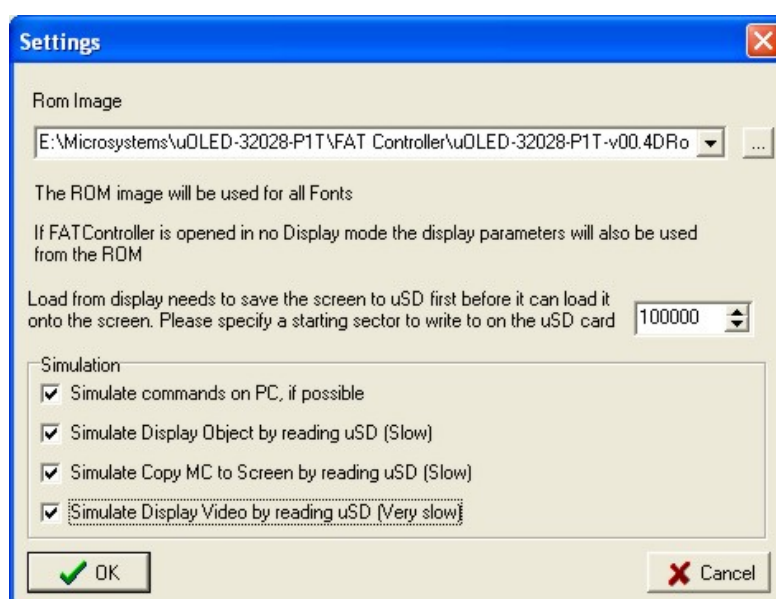 Settings
Rom Image
E:\Microsystems\uOLED-32028-P1T\FAT Controller\uOLED-32028-P1T-v00.4DRo
...
The ROM image will be used for all Fonts
If FATController is opened in no Display mode the display parameters will also be used
from the ROM
Load from display needs to save the screen to uSD first before it can load it
onto the screen. Please specify a starting sector to write to on the uSD card
100000
Simulation
Simulate commands on PC, if possible
Simulate Display Object by reading uSD (Slow)
Simulate Copy MC to Screen by reading uSD (Slow)
Simulate Display Video by reading uSD (Very slow)
OK
Cancel